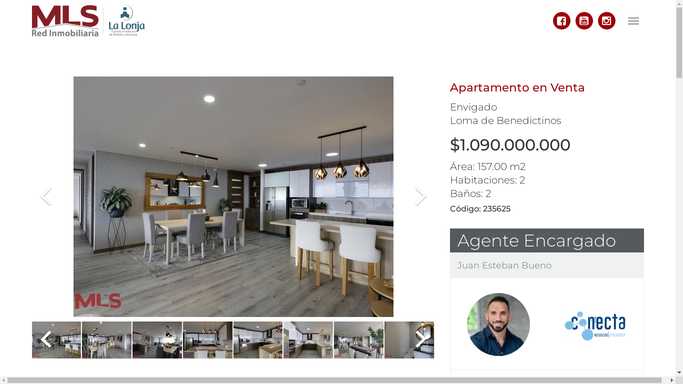 MLS
Red Inmobiliaria
La Lonja
Apartamento en Venta
Envigado
Loma de Benedictinos
$1.090.000.000
Área: 157.00 m2
Habitaciones: 2
Baños: 2
Código: 235625
Agente Encargado
Juan Esteban Bueno
MLS
conecta